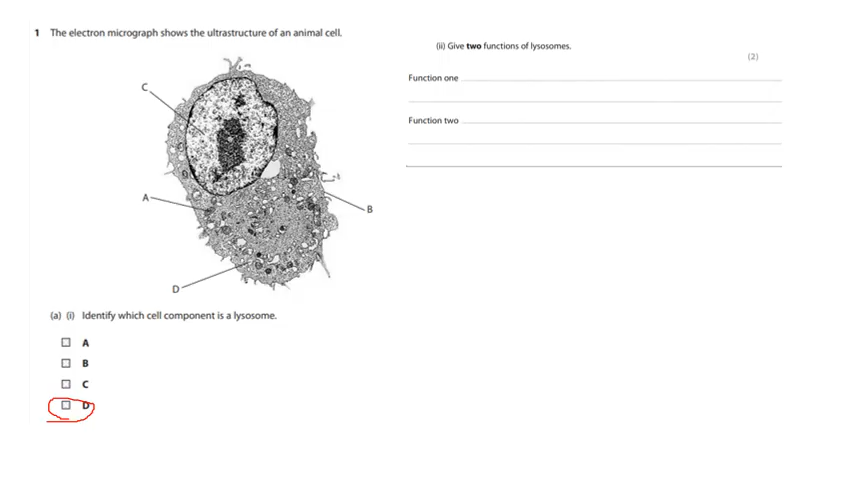 1 The electron micrograph shows the ultrastructure of an animal cell.
C
A
B
D
(a) (i) Identify which cell component is a lysosome.
A
B
C
D
(ii) Give two functions of lysosomes.
(2)
Function one
Function two